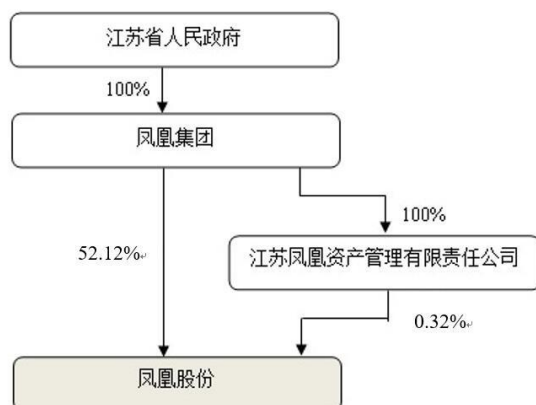 江苏省人民政府
100%
凤凰集团
100%
52.12%
江苏凤凰资产管理有限责任公司
0.32%
凤凰股份